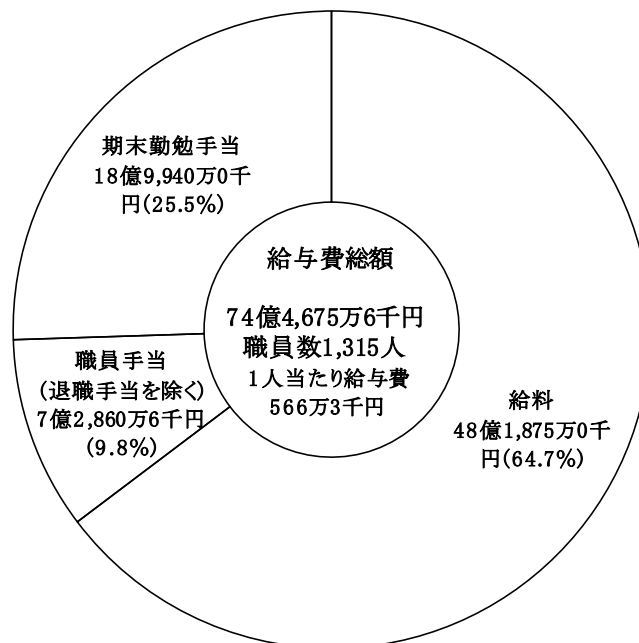 期末勤勉手当
18億9,940万0千
円(25.5%)
給与費総額
74億4,675万6千円
職員数1,315人
1人当たり給与費
566万3千円
職員手当
(退職手当を除く)
7億2,860万6千円
(9.8%)
給料
48億1,875万0千
円(64.7%)